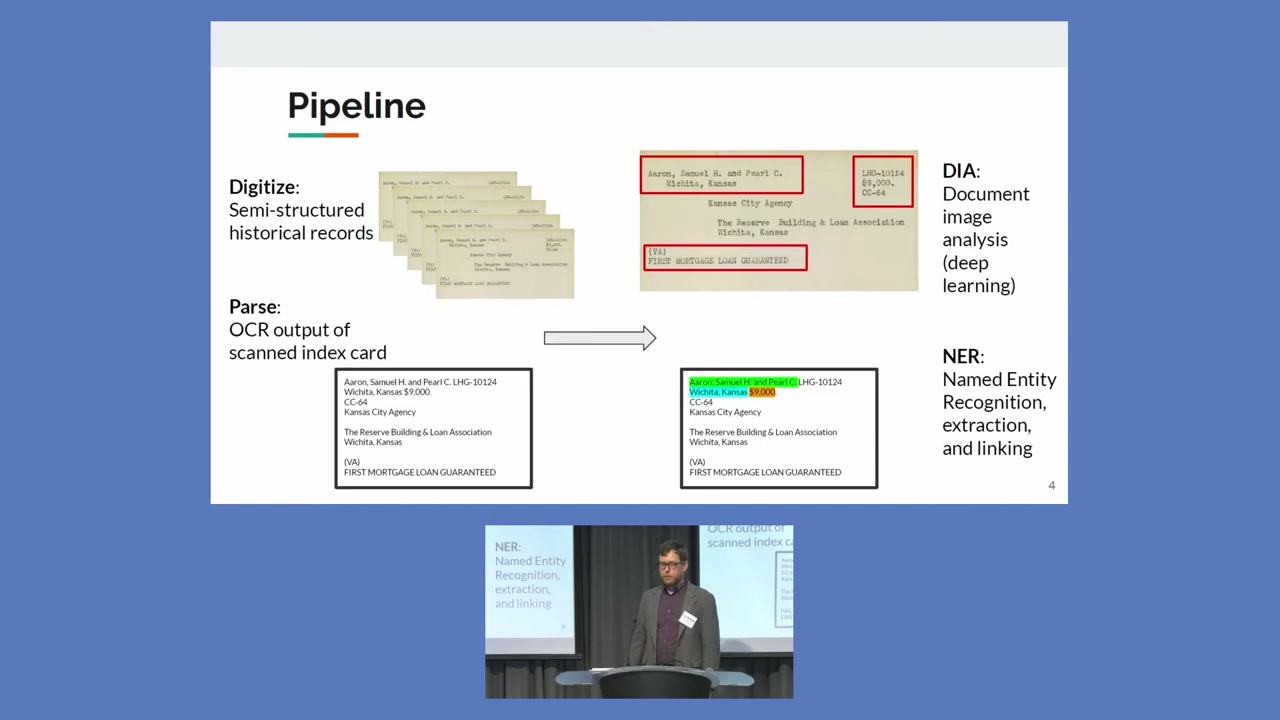 Pipeline
Digitize:
Semi-structured
historical records
Aaron, Samuel H. and Pearl C.
Wichita, Kansas
LHG-10124
$9,000.
CC-64
Kansas City Agency
The Reserve Building & Loan Association
Wichita, Kansas
(VA)
FIRST MORTGAGE LOAN GUARANTEED
DIA:
Document
image
analysis
(deep
learning)
Parse:
OCR output of
scanned index card
Aaron, Samuel H. and Pearl C. LHG-10124
Wichita, Kansas $9,000.
CC-64
Kansas City Agency
The Reserve Building & Loan Association
Wichita, Kansas
(VA)
FIRST MORTGAGE LOAN GUARANTEED
Aaron, Samuel H. and Pearl C. LHG-10124
Wichita, Kansas $9,000.
CC-64
Kansas City Agency
The Reserve Building & Loan Association
Wichita, Kansas
(VA)
FIRST MORTGAGE LOAN GUARANTEED
NER:
Named Entity
Recognition,
extraction,
and linking
4
NER:
Named Entity
Recognition,
extraction,
and linking
OCR output of
scanned index